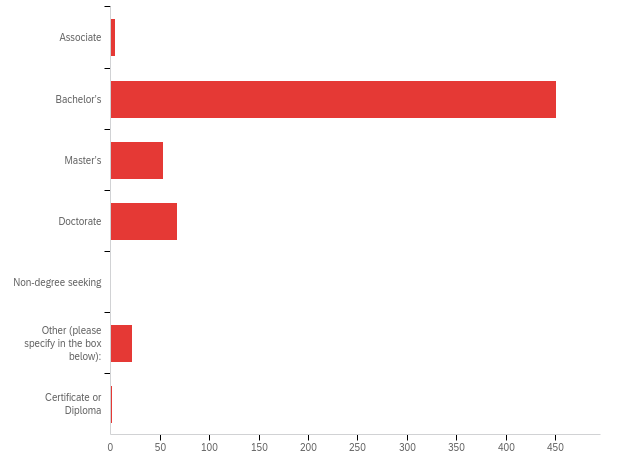 Associate
Bachelor's
Master's
Doctorate
Non-degree seeking
Other (please
specify in the box
below):
Certificate or
Diploma
0 50 100 150 200 250 300 350 400 450